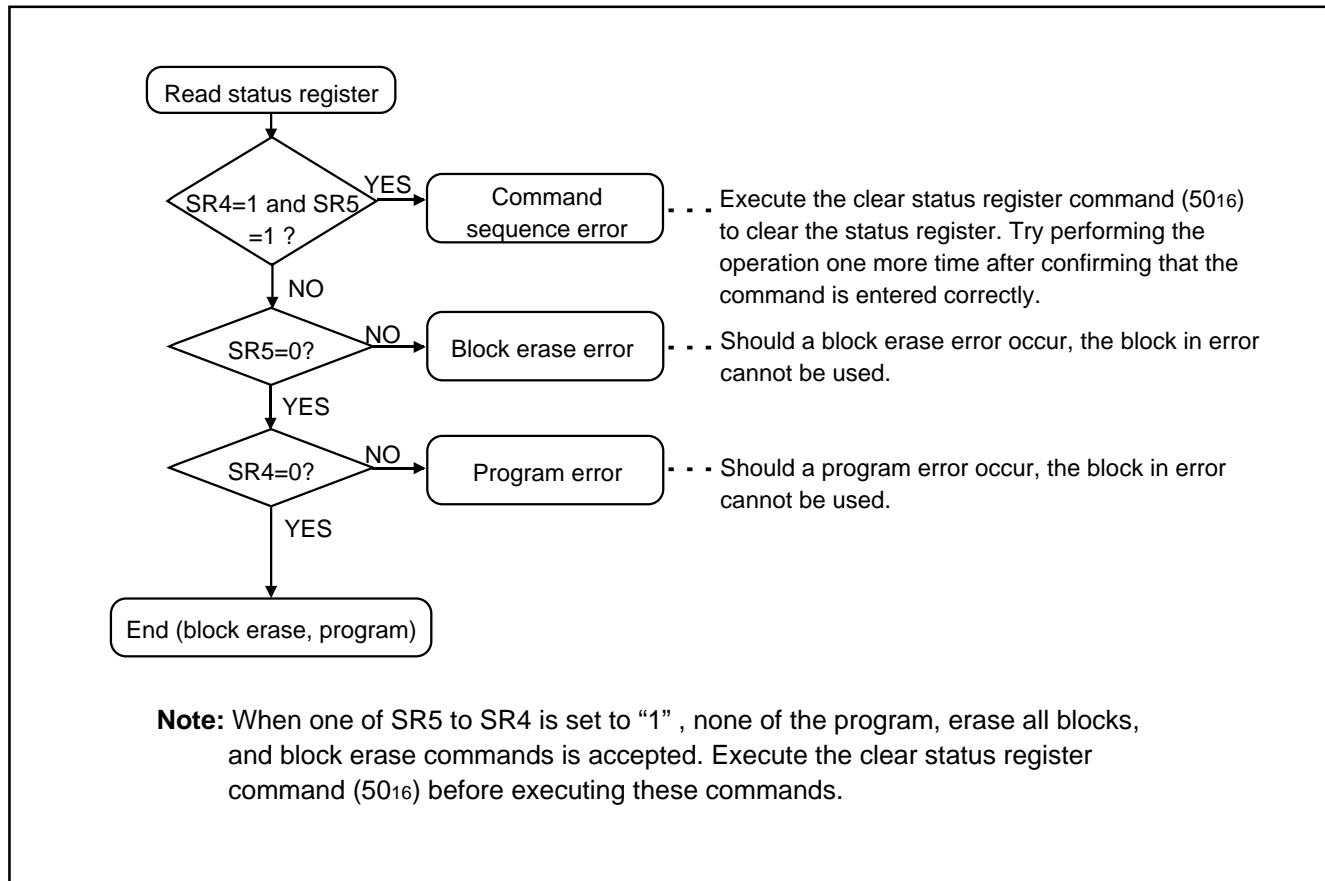 Read status register
SR4=1 and SR5
=1 ?
YES
Command
sequence error
Execute the clear status register command (5016)
to clear the status register. Try performing the
operation one more time after confirming that the
command is entered correctly.
NO
SR5=0?
NO
Block erase error
Should a block erase error occur, the block in error
cannot be used.
YES
SR4=0?
NO
Program error
Should a program error occur, the block in error
cannot be used.
YES
End (block erase, program)
Note: When one of SR5 to SR4 is set to “1” , none of the program, erase all blocks,
and block erase commands is accepted. Execute the clear status register
command (5016) before executing these commands.